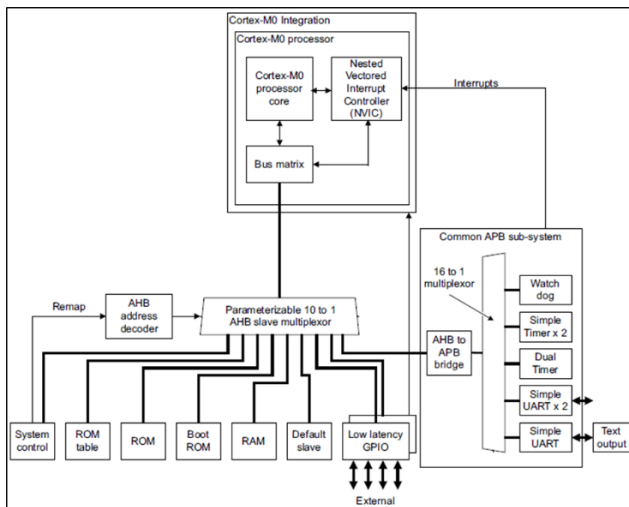 Cortex-M0 Integration
Cortex-M0 processor
Cortex-M0
processor
core
Nested
Vectored
Interrupt
Controller
(NVIC)
Interrupts
Bus matrix
Common APB sub-system
16 to 1
multiplexor
Watch
dog
Remap
AHB
address
decoder
Parameterizable 10 to 1
AHB slave multiplexor
Simple
Timer x 2
AHB to
APB
bridge
Dual
Timer
Simple
UART x 2
System
control
ROM
table
ROM
Boot
ROM
RAM
Default
slave
Low latency
GPIO
Simple
UART
Text
output
External